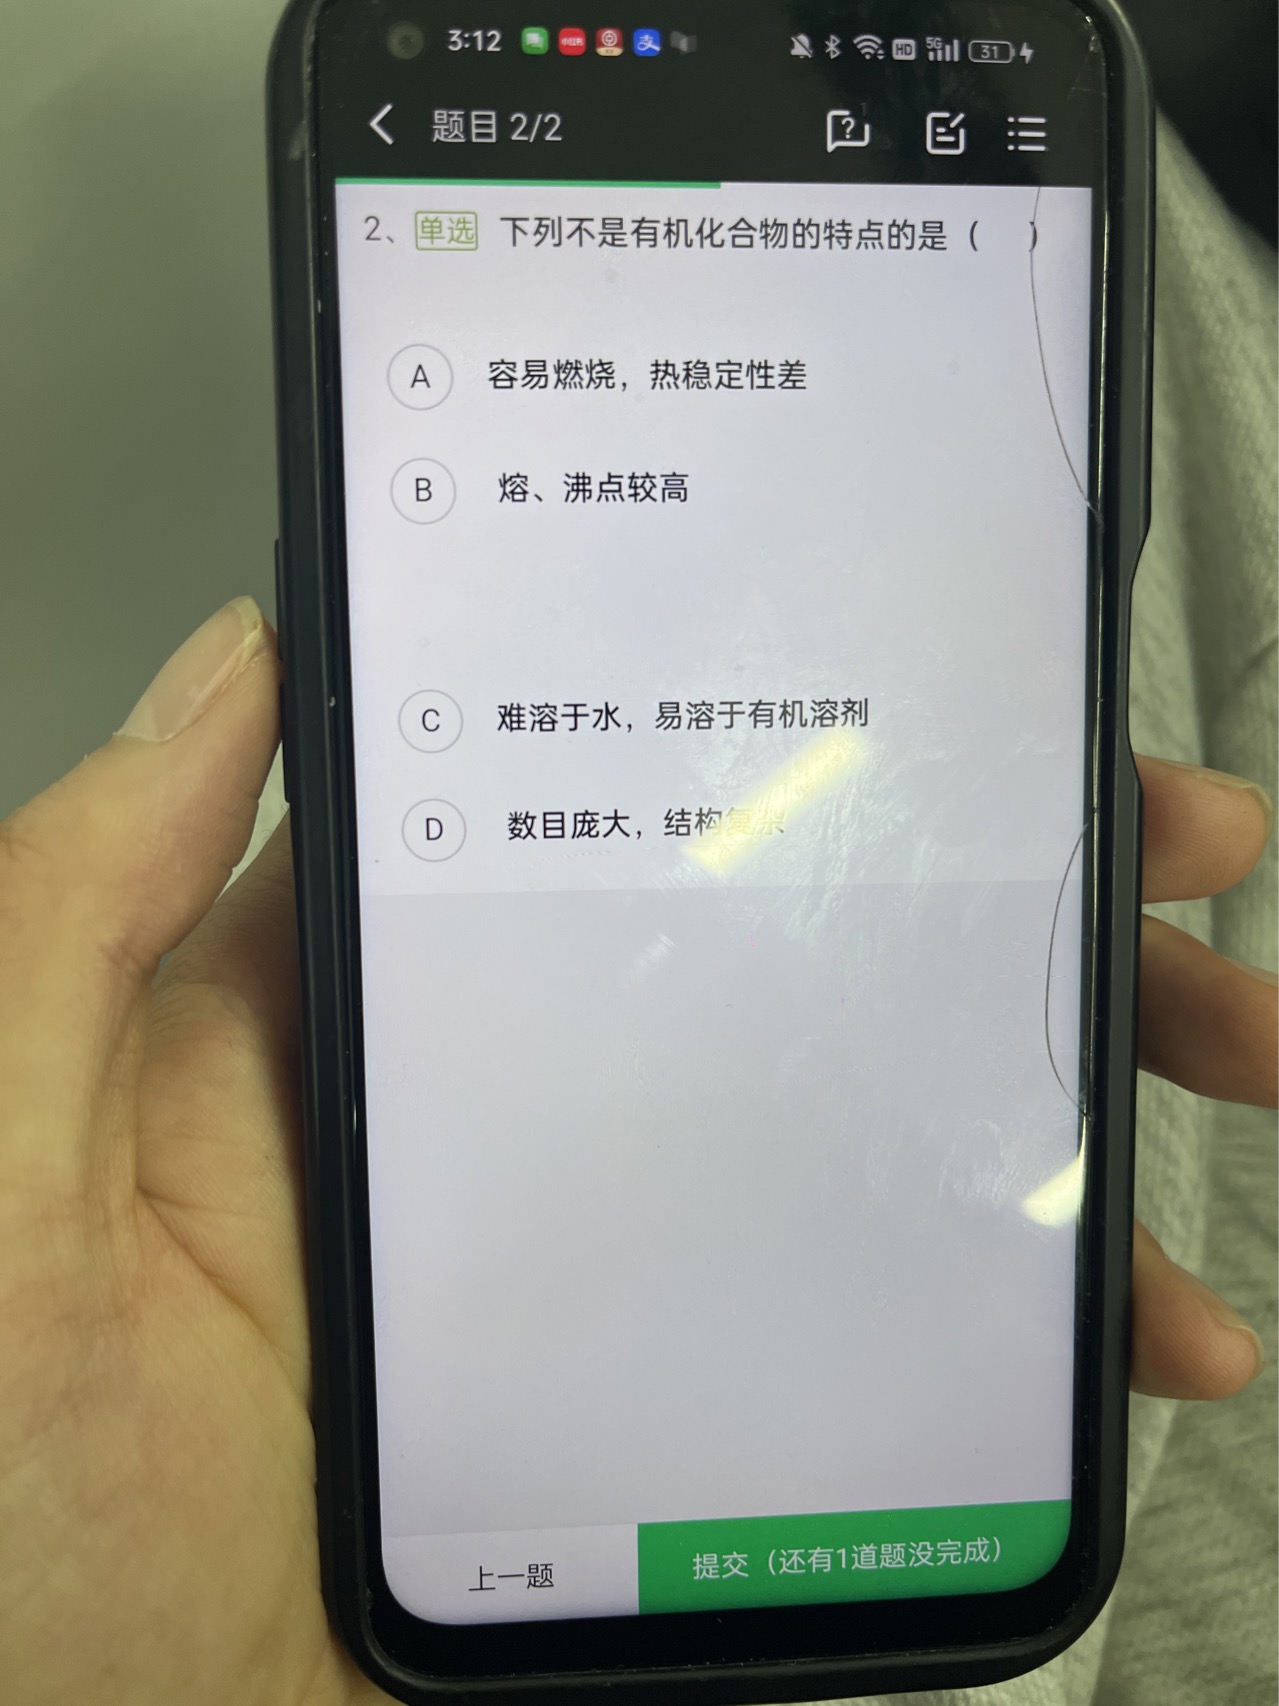 3:12
HD
5G
31
题目 2/2
2、 单选 下列不是有机化合物的特点的是（ ）
A 容易燃烧，热稳定性差
B 熔、沸点较高
C 难溶于水，易溶于有机溶剂
D 数目庞大，结构复杂
上一题
提交（还有1道题没完成）